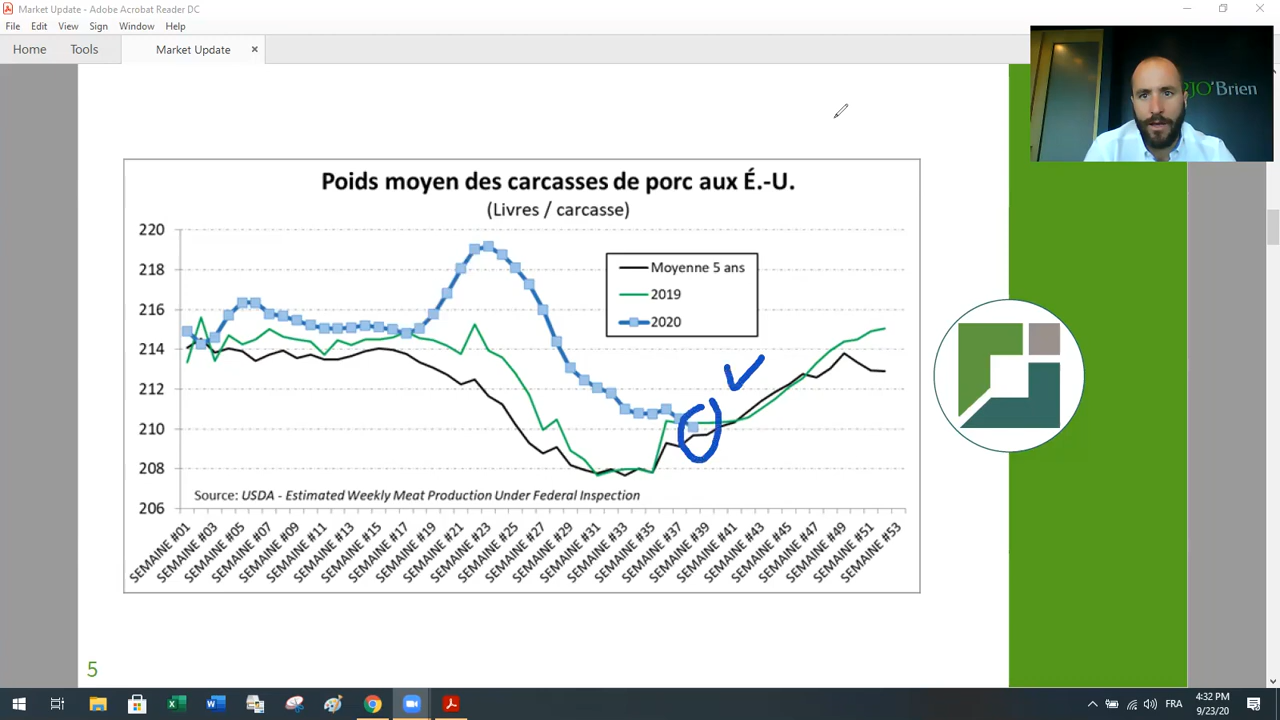 Market Update - Adobe Acrobat Reader DC
File Edit View Sign Window Help
Home Tools Market Update ×
JO'Brien
Poids moyen des carcasses de porc aux É.-U.
(Livres / carcasse)
220
218
216
214
212
210
208
206
Moyenne 5 ans
2019
2020
Source: USDA - Estimated Weekly Meat Production Under Federal Inspection
SEMAINE #01
SEMAINE #03
SEMAINE #05
SEMAINE #07
SEMAINE #09
SEMAINE #11
SEMAINE #13
SEMAINE #15
SEMAINE #17
SEMAINE #19
SEMAINE #21
SEMAINE #23
SEMAINE #25
SEMAINE #27
SEMAINE #29
SEMAINE #31
SEMAINE #33
SEMAINE #35
SEMAINE #37
SEMAINE #39
SEMAINE #41
SEMAINE #43
SEMAINE #45
SEMAINE #47
SEMAINE #49
SEMAINE #51
SEMAINE #53
5
FRA
4:32 PM
9/23/20